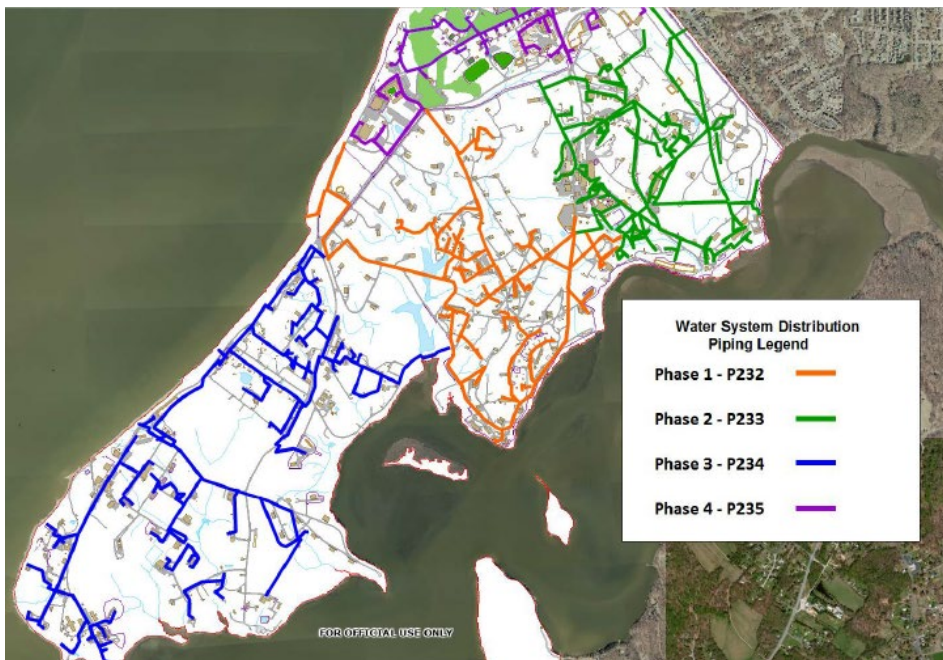 Water System Distribution
Piping Legend
Phase 1 - P232
Phase 2 - P233
Phase 3 - P234
Phase 4 - P235
FOR OFFICIAL USE ONLY